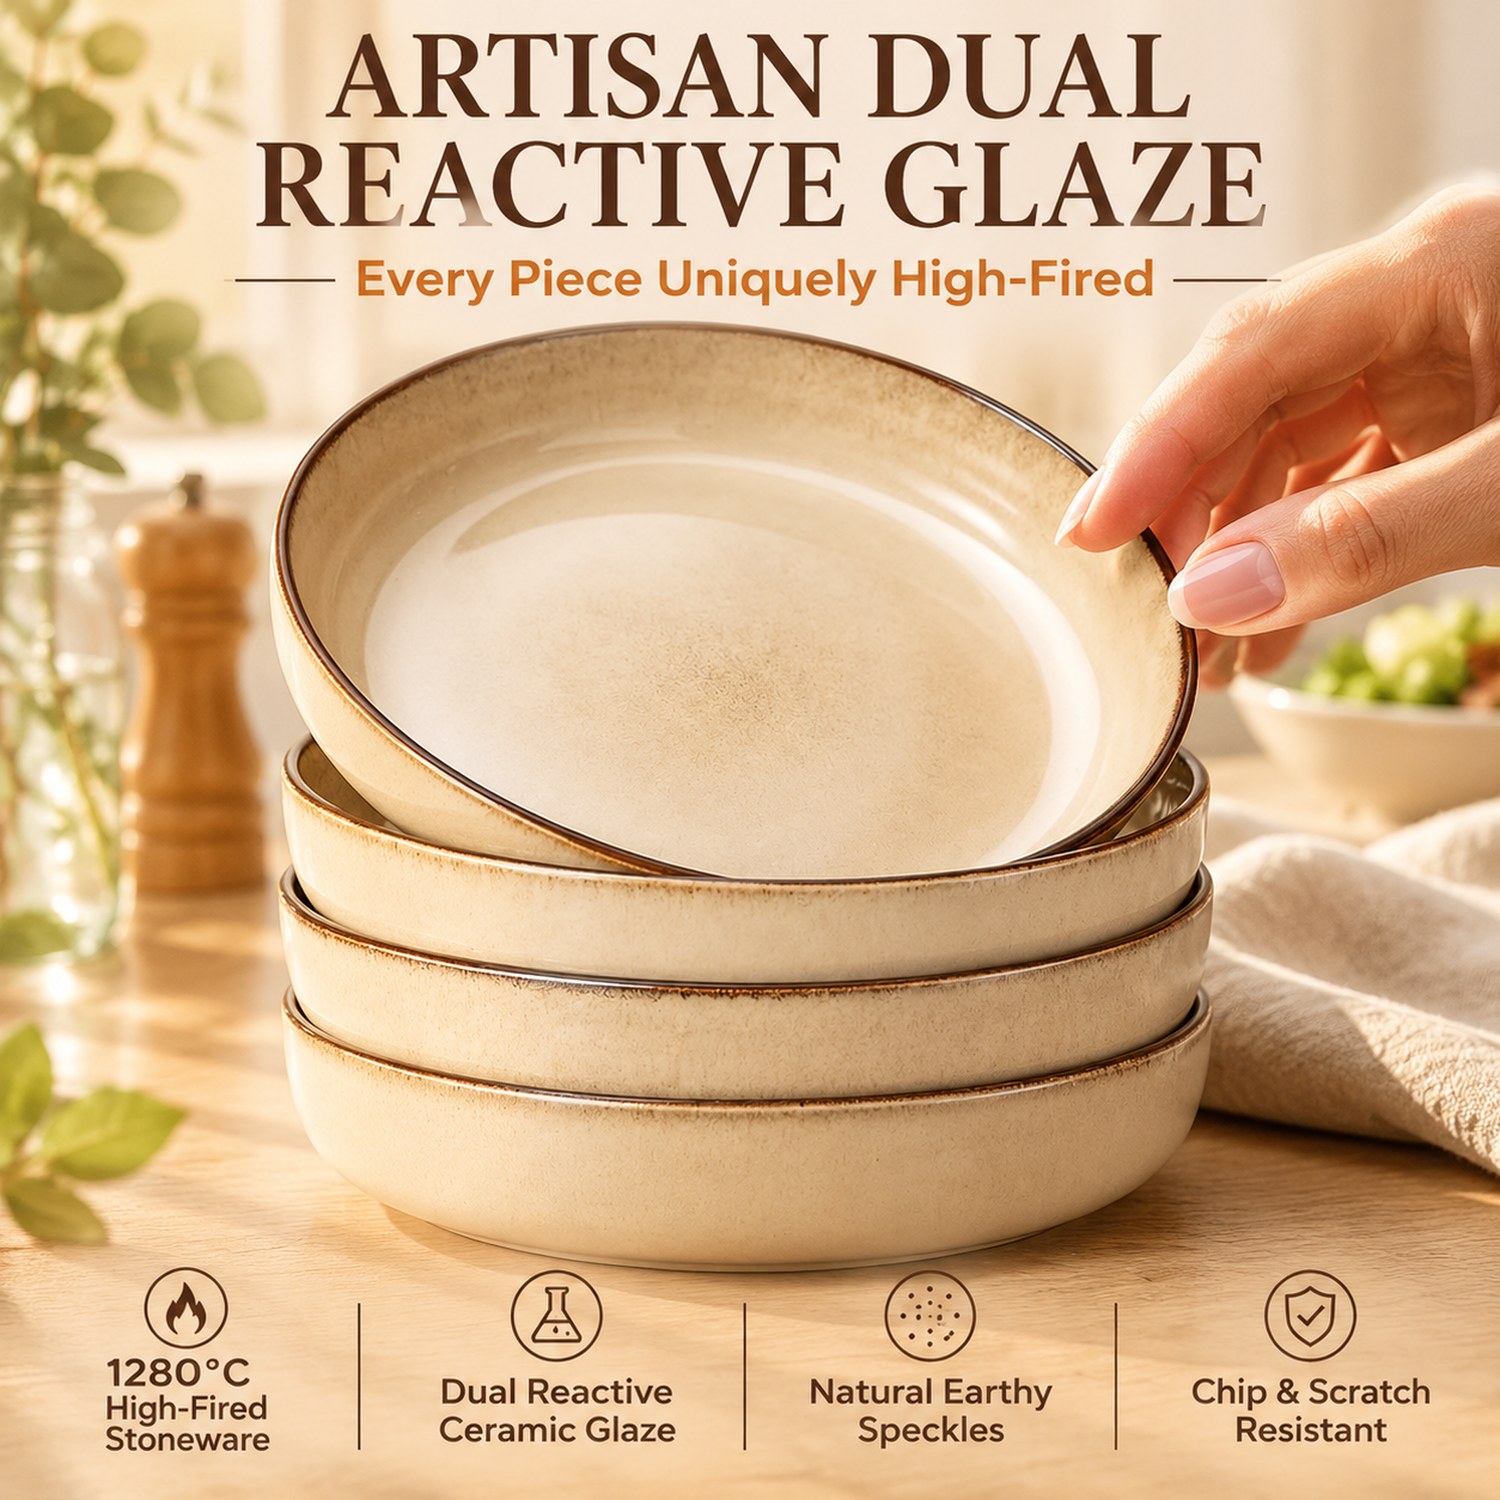 ARTISAN DUAL
REACTIVE GLAZE
Every Piece Uniquely High-Fired
1280°C
High-Fired
Stoneware
Dual Reactive
Ceramic Glaze
Natural Earthy
Speckles
Chip & Scratch
Resistant